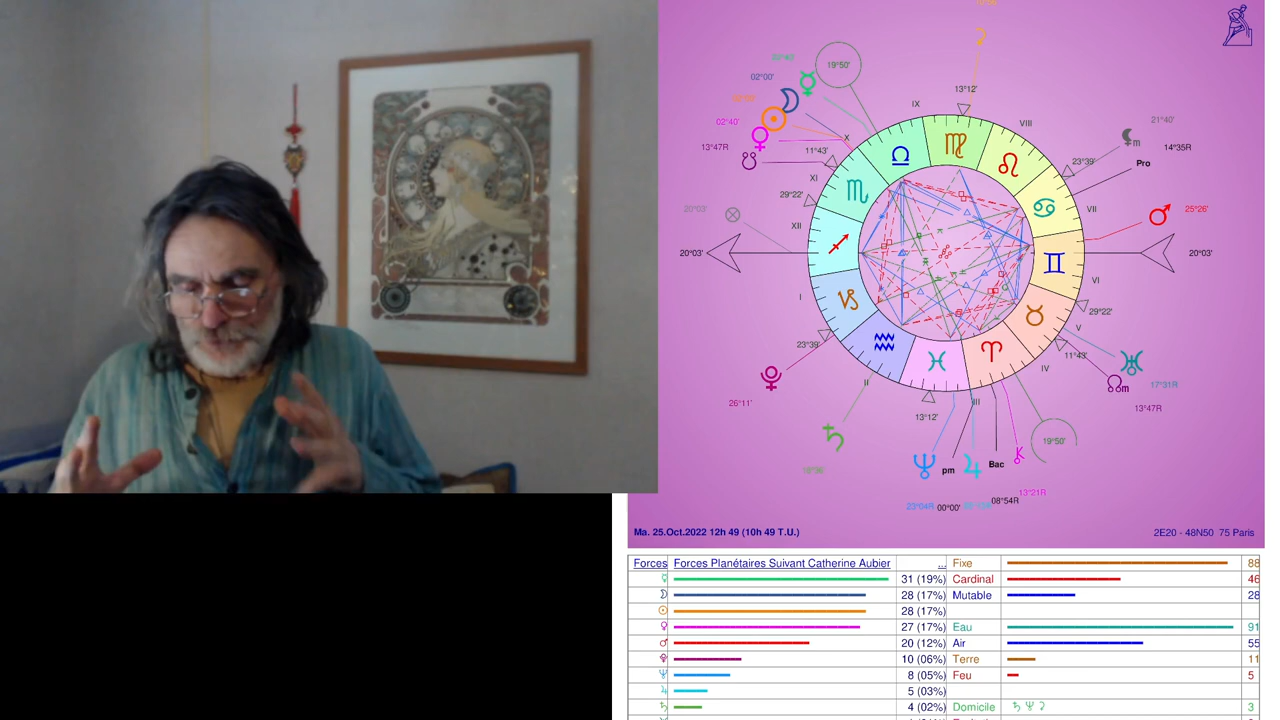 19°50'
13°12'
IX
VIII
02°00'
21°40'
02°40'
X
14°35R
13°47R
11°43'
23°39'
Pro
XI
29°22'
VII
25°26'
20°03'
XII
20°03'
20°03'
I
VI
29°22'
V
23°39'
11°43'
IV
II
17°31R
26°11'
13°12'
III
13°47R
19°50'
pm
Bac
13°21R
23°04R
00°00'
08°54R
Ma. 25.Oct.2022 12h 49 (10h 49 T.U.)
2E20 - 48N50 75 Paris
Forces Forces Planétaires Suivant Catherine Aubier ... Fixe 88
31 (19%) Cardinal 46
28 (17%) Mutable 28
28 (17%)
27 (17%) Eau 91
20 (12%) Air 55
10 (06%) Terre 11
8 (05%) Feu 5
5 (03%)
4 (02%) Domicile 3